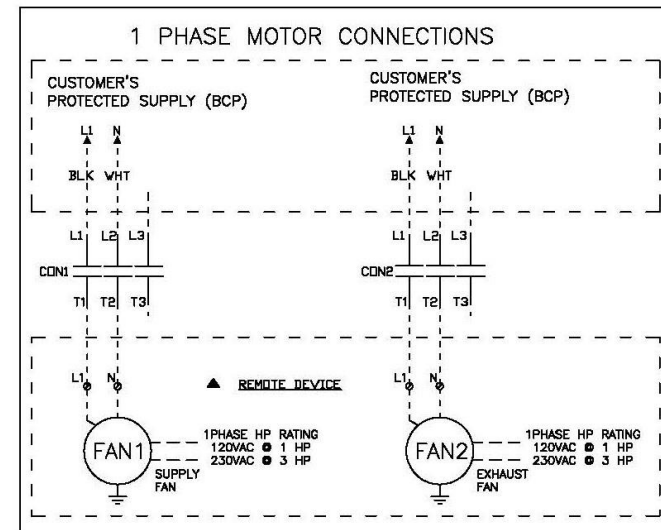 1 PHASE MOTOR CONNECTIONS
CUSTOMER'S
PROTECTED SUPPLY (BCP)
L1 N
BLK WHT
L1 L2 L3
CON1
T1 T2 T3
L1 N
FAN1
1PHASE HP RATING
120VAC @ 1 HP
230VAC @ 3 HP
SUPPLY
FAN
▲ REMOTE DEVICE
CUSTOMER'S
PROTECTED SUPPLY (BCP)
L1 N
BLK WHT
L1 L2 L3
CON2
T1 T2 T3
L1 N
FAN2
1PHASE HP RATING
120VAC @ 1 HP
230VAC @ 3 HP
EXHAUST
FAN